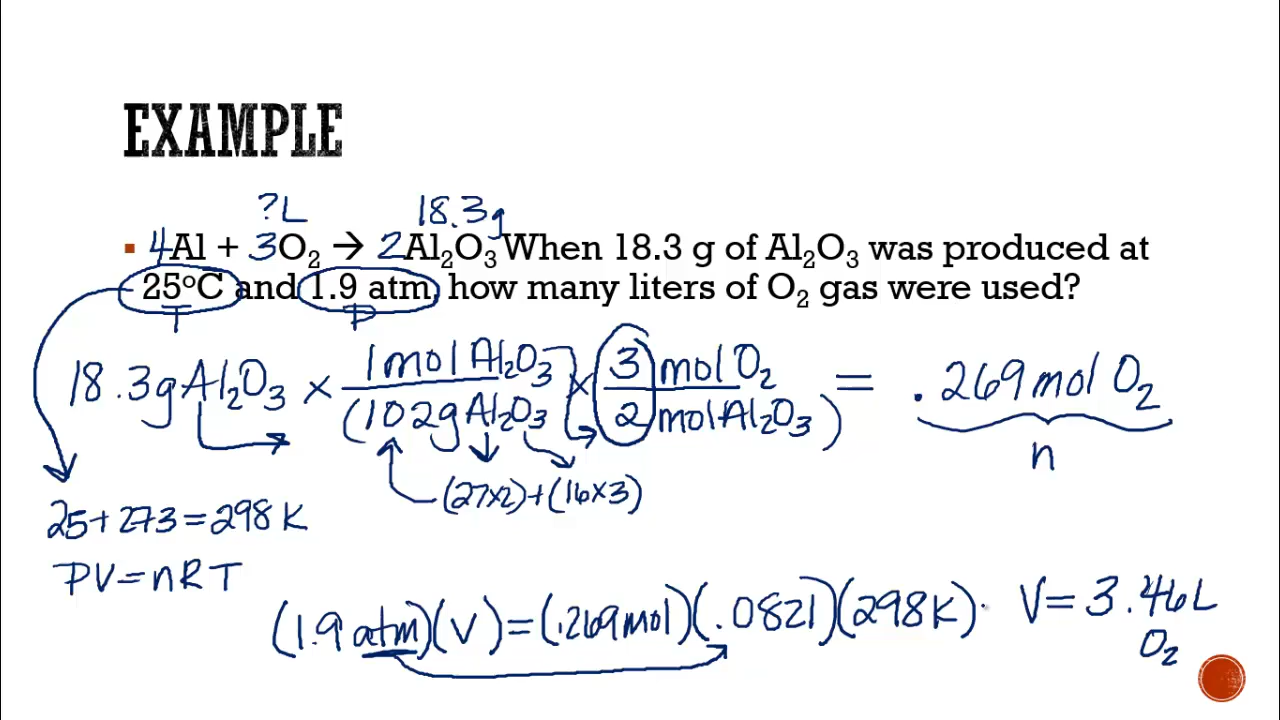 EXAMPLE
?L 18.3g
▪ 4Al + 3O₂ → 2Al₂O₃ When 18.3 g of Al₂O₃ was produced at
25°C and 1.9 atm, how many liters of O₂ gas were used?
T P
18.3g Al₂O₃ × 1 mol Al₂O₃ × 3 mol O₂ = .269 mol O₂
(102g Al₂O₃ 2 mol Al₂O₃)
n
(27×2)+(16×3)
25+273=298K
PV=nRT
(1.9 atm)(V)=(.269mol)(.0821)(298K). V=3.46L
O₂